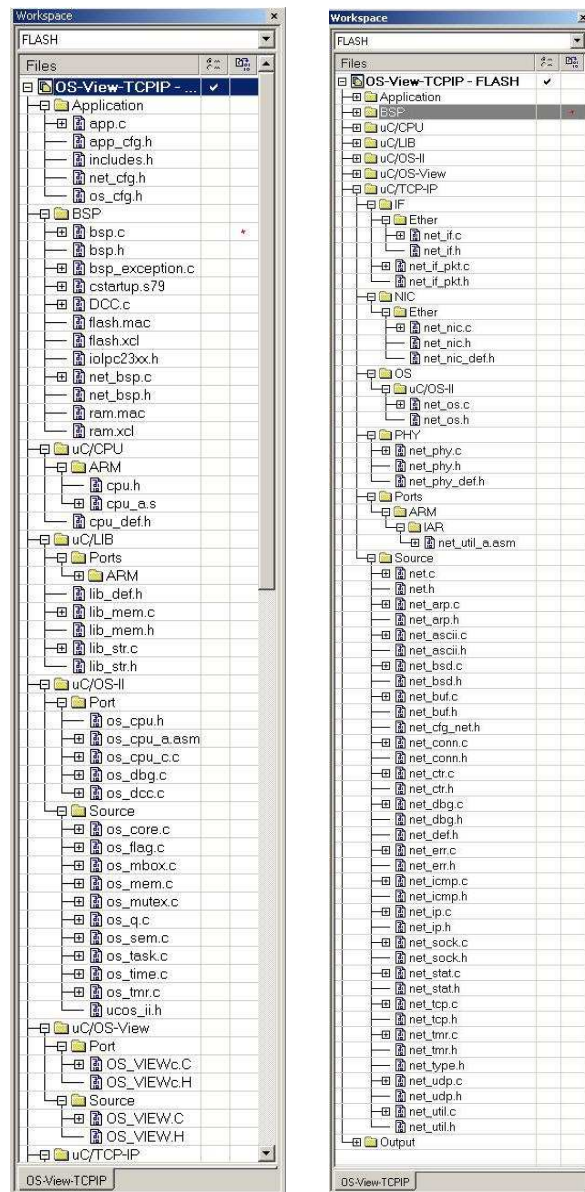 Workspace
FLASH
Files
OS-View-TCPIP - ...
Application
app.c
app_cfg.h
includes.h
net_cfg.h
os_cfg.h
BSP
bsp.c
bsp.h
bsp_exception.c
cstartup.s79
DCC.c
flash.mac
flash.xcl
iolpc23xx.h
net_bsp.c
net_bsp.h
ram.mac
ram.xcl
uC/CPU
ARM
cpu.h
cpu_a.s
cpu_def.h
uC/LIB
Ports
ARM
lib_def.h
lib_mem.c
lib_mem.h
lib_str.c
lib_str.h
uC/OS-II
Port
os_cpu.h
os_cpu_a.asm
os_cpu_c.c
os_dbg.c
os_dcc.c
Source
os_core.c
os_flag.c
os_mbox.c
os_mem.c
os_mutex.c
os_q.c
os_sem.c
os_task.c
os_time.c
os_tmr.c
ucos_ii.h
uC/OS-View
Port
OS_VIEWc.C
OS_VIEWc.H
Source
OS_VIEW.C
OS_VIEW.H
uC/TCP-IP
OS-View-TCPIP
Workspace
FLASH
Files
OS-View-TCPIP - FLASH
Application
BSP
uC/CPU
uC/LIB
uC/OS-II
uC/OS-View
uC/TCP-IP
IF
Ether
net_if.c
net_if.h
net_if_pkt.c
net_if_pkt.h
NIC
Ether
net_nic.c
net_nic.h
net_nic_def.h
OS
uC/OS-II
net_os.c
net_os.h
PHY
net_phy.c
net_phy.h
net_phy_def.h
Ports
ARM
IAR
net_util_a.asm
Source
net.c
net.h
net_arp.c
net_arp.h
net_ascii.c
net_ascii.h
net_bsd.c
net_bsd.h
net_buf.c
net_buf.h
net_cfg_net.h
net_conn.c
net_conn.h
net_ctr.c
net_ctr.h
net_dbg.c
net_dbg.h
net_def.h
net_err.c
net_err.h
net_icmp.c
net_icmp.h
net_ip.c
net_ip.h
net_sock.c
net_sock.h
net_stat.c
net_stat.h
net_tcp.c
net_tcp.h
net_tmr.c
net_tmr.h
net_type.h
net_udp.c
net_udp.h
net_util.c
net_util.h
Output
OS-View-TCPIP